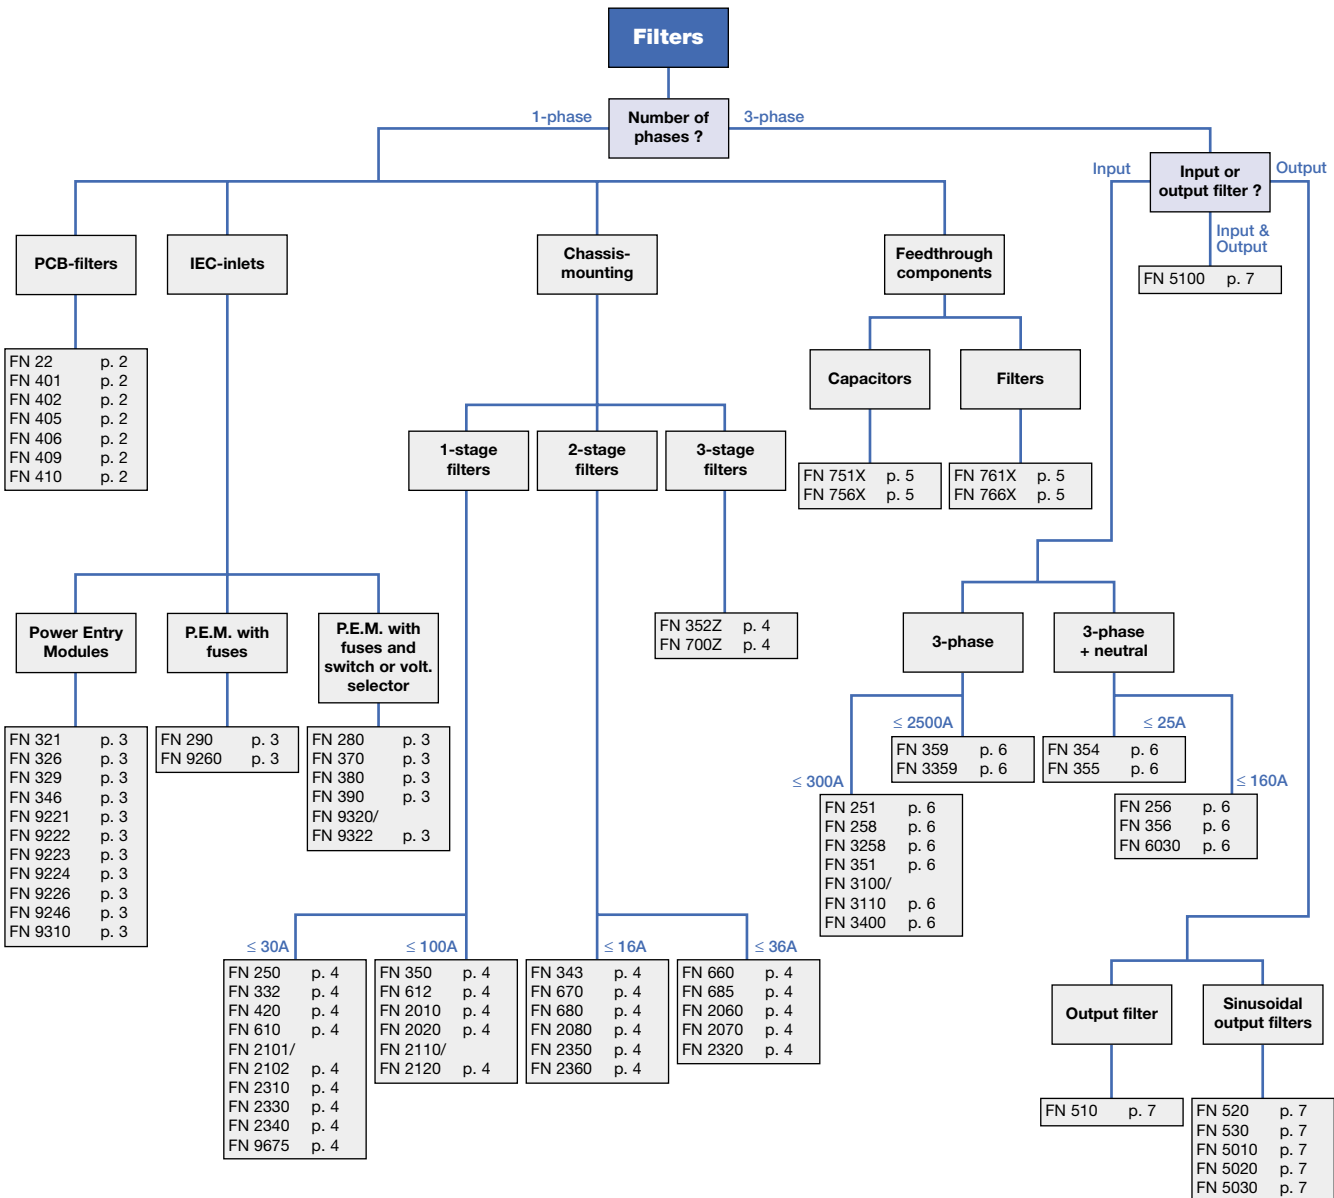 Filters
Number of
phases ?
1-phase
3-phase
Input or
output filter ?
Input
Output
Input &
Output
FN 5100 p. 7
PCB-filters
IEC-inlets
Chassis-
mounting
Feedthrough
components
FN 22 p. 2
FN 401 p. 2
FN 402 p. 2
FN 405 p. 2
FN 406 p. 2
FN 409 p. 2
FN 410 p. 2
Capacitors
Filters
1-stage
filters
2-stage
filters
3-stage
filters
FN 751X p. 5
FN 756X p. 5
FN 761X p. 5
FN 766X p. 5
Power Entry
Modules
P.E.M. with
fuses
P.E.M. with
fuses and
switch or volt.
selector
FN 352Z p. 4
FN 700Z p. 4
3-phase
3-phase
+ neutral
FN 321 p. 3
FN 326 p. 3
FN 329 p. 3
FN 346 p. 3
FN 9221 p. 3
FN 9222 p. 3
FN 9223 p. 3
FN 9224 p. 3
FN 9226 p. 3
FN 9246 p. 3
FN 9310 p. 3
FN 290 p. 3
FN 9260 p. 3
FN 280 p. 3
FN 370 p. 3
FN 380 p. 3
FN 390 p. 3
FN 9320/
FN 9322 p. 3
≤ 300A
FN 251 p. 6
FN 258 p. 6
FN 3258 p. 6
FN 351 p. 6
FN 3100/
FN 3110 p. 6
FN 3400 p. 6
≤ 2500A
FN 359 p. 6
FN 3359 p. 6
≤ 25A
FN 354 p. 6
FN 355 p. 6
≤ 160A
FN 256 p. 6
FN 356 p. 6
FN 6030 p. 6
≤ 30A
FN 250 p. 4
FN 332 p. 4
FN 420 p. 4
FN 610 p. 4
FN 2101/
FN 2102 p. 4
FN 2310 p. 4
FN 2330 p. 4
FN 2340 p. 4
FN 9675 p. 4
≤ 100A
FN 350 p. 4
FN 612 p. 4
FN 2010 p. 4
FN 2020 p. 4
FN 2110/
FN 2120 p. 4
≤ 16A
FN 343 p. 4
FN 670 p. 4
FN 680 p. 4
FN 2080 p. 4
FN 2350 p. 4
FN 2360 p. 4
≤ 36A
FN 660 p. 4
FN 685 p. 4
FN 2060 p. 4
FN 2070 p. 4
FN 2320 p. 4
Output filter
Sinusoidal
output filters
FN 510 p. 7
FN 520 p. 7
FN 530 p. 7
FN 5010 p. 7
FN 5020 p. 7
FN 5030 p. 7